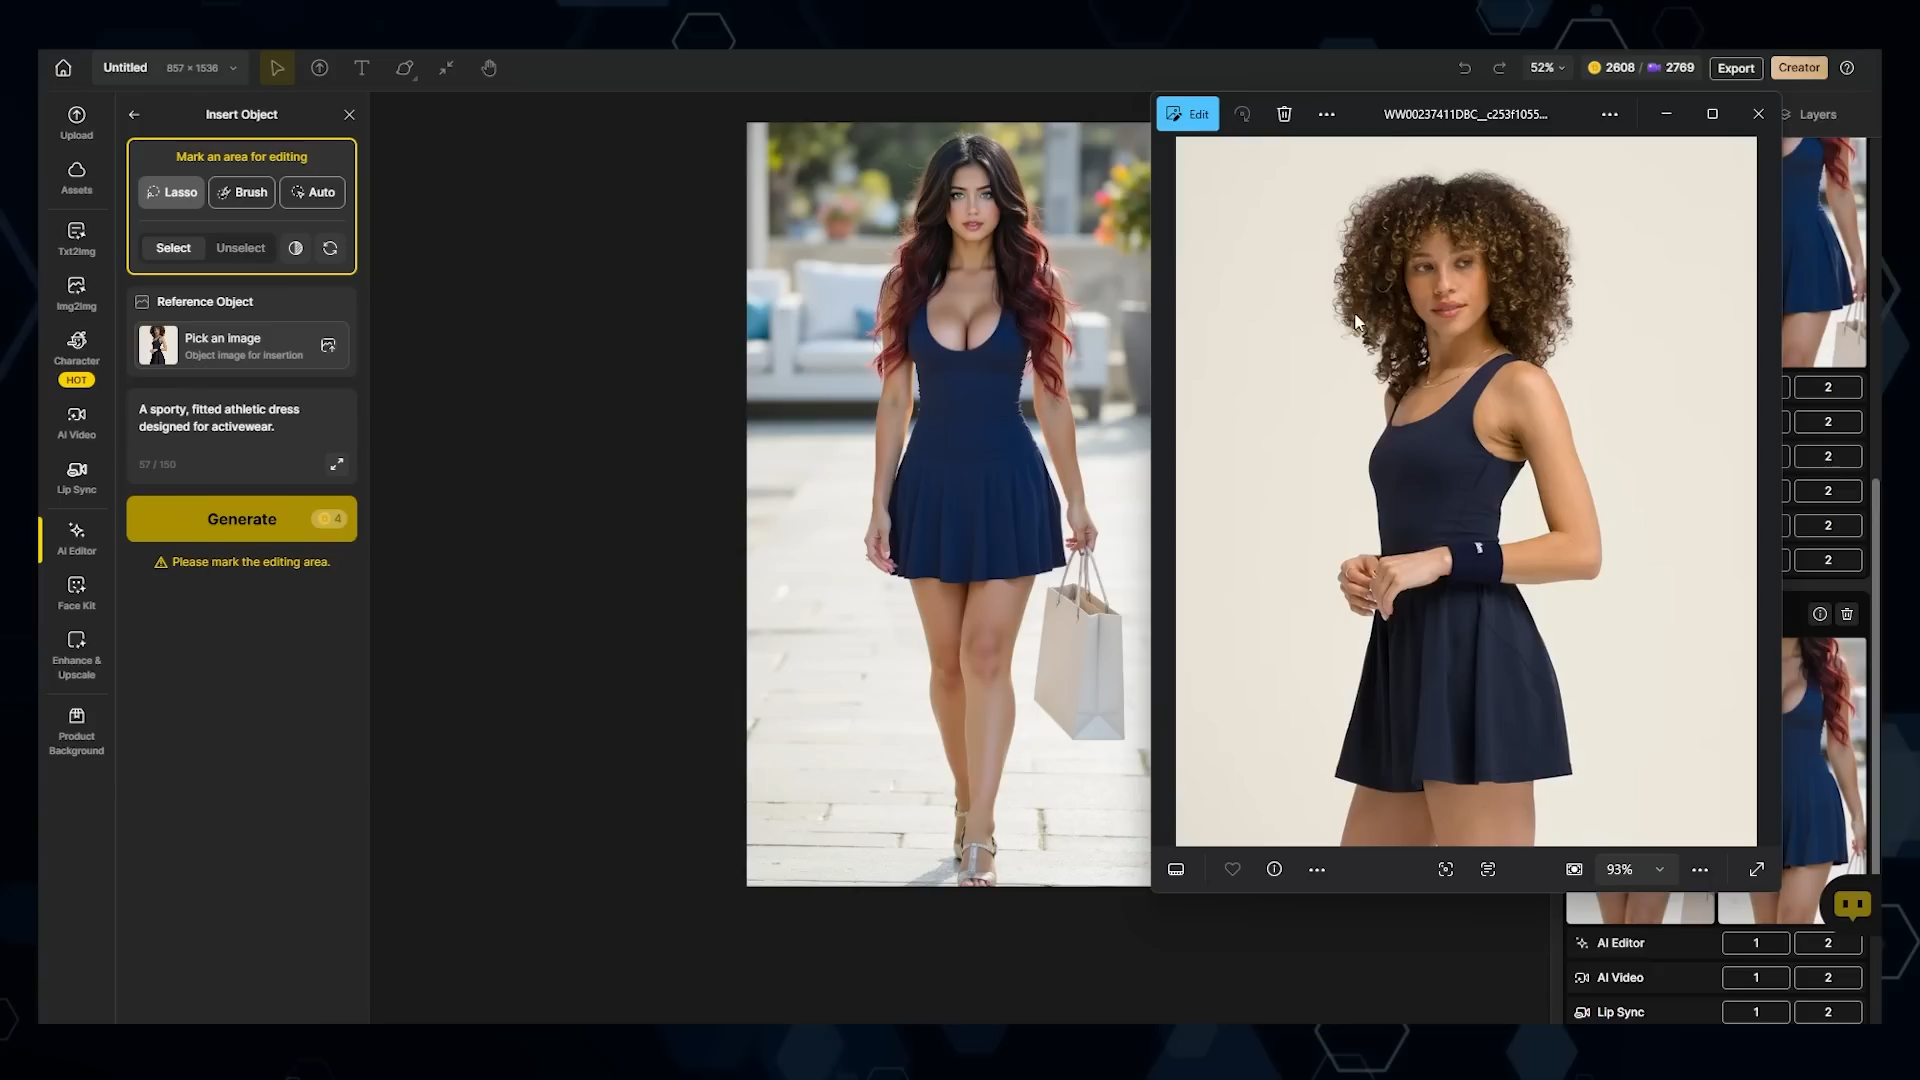 Untitled 857 × 1536
52% 2608 / 2769 Export Creator
Upload
Assets
Txt2Img
Img2Img
Character
HOT
AI Video
Lip Sync
AI Editor
Face Kit
Enhance &
Upscale
Product
Background
Insert Object
Mark an area for editing
Lasso Brush Auto
Select Unselect
Reference Object
Pick an image
Object image for insertion
A sporty, fitted athletic dress
designed for activewear.
57 / 150
Generate 4
Please mark the editing area.
Edit WW00237411DBC__c253f1055...
93%
Layers
2
2
2
2
2
2
AI Editor 1 2
AI Video 1 2
Lip Sync 1 2